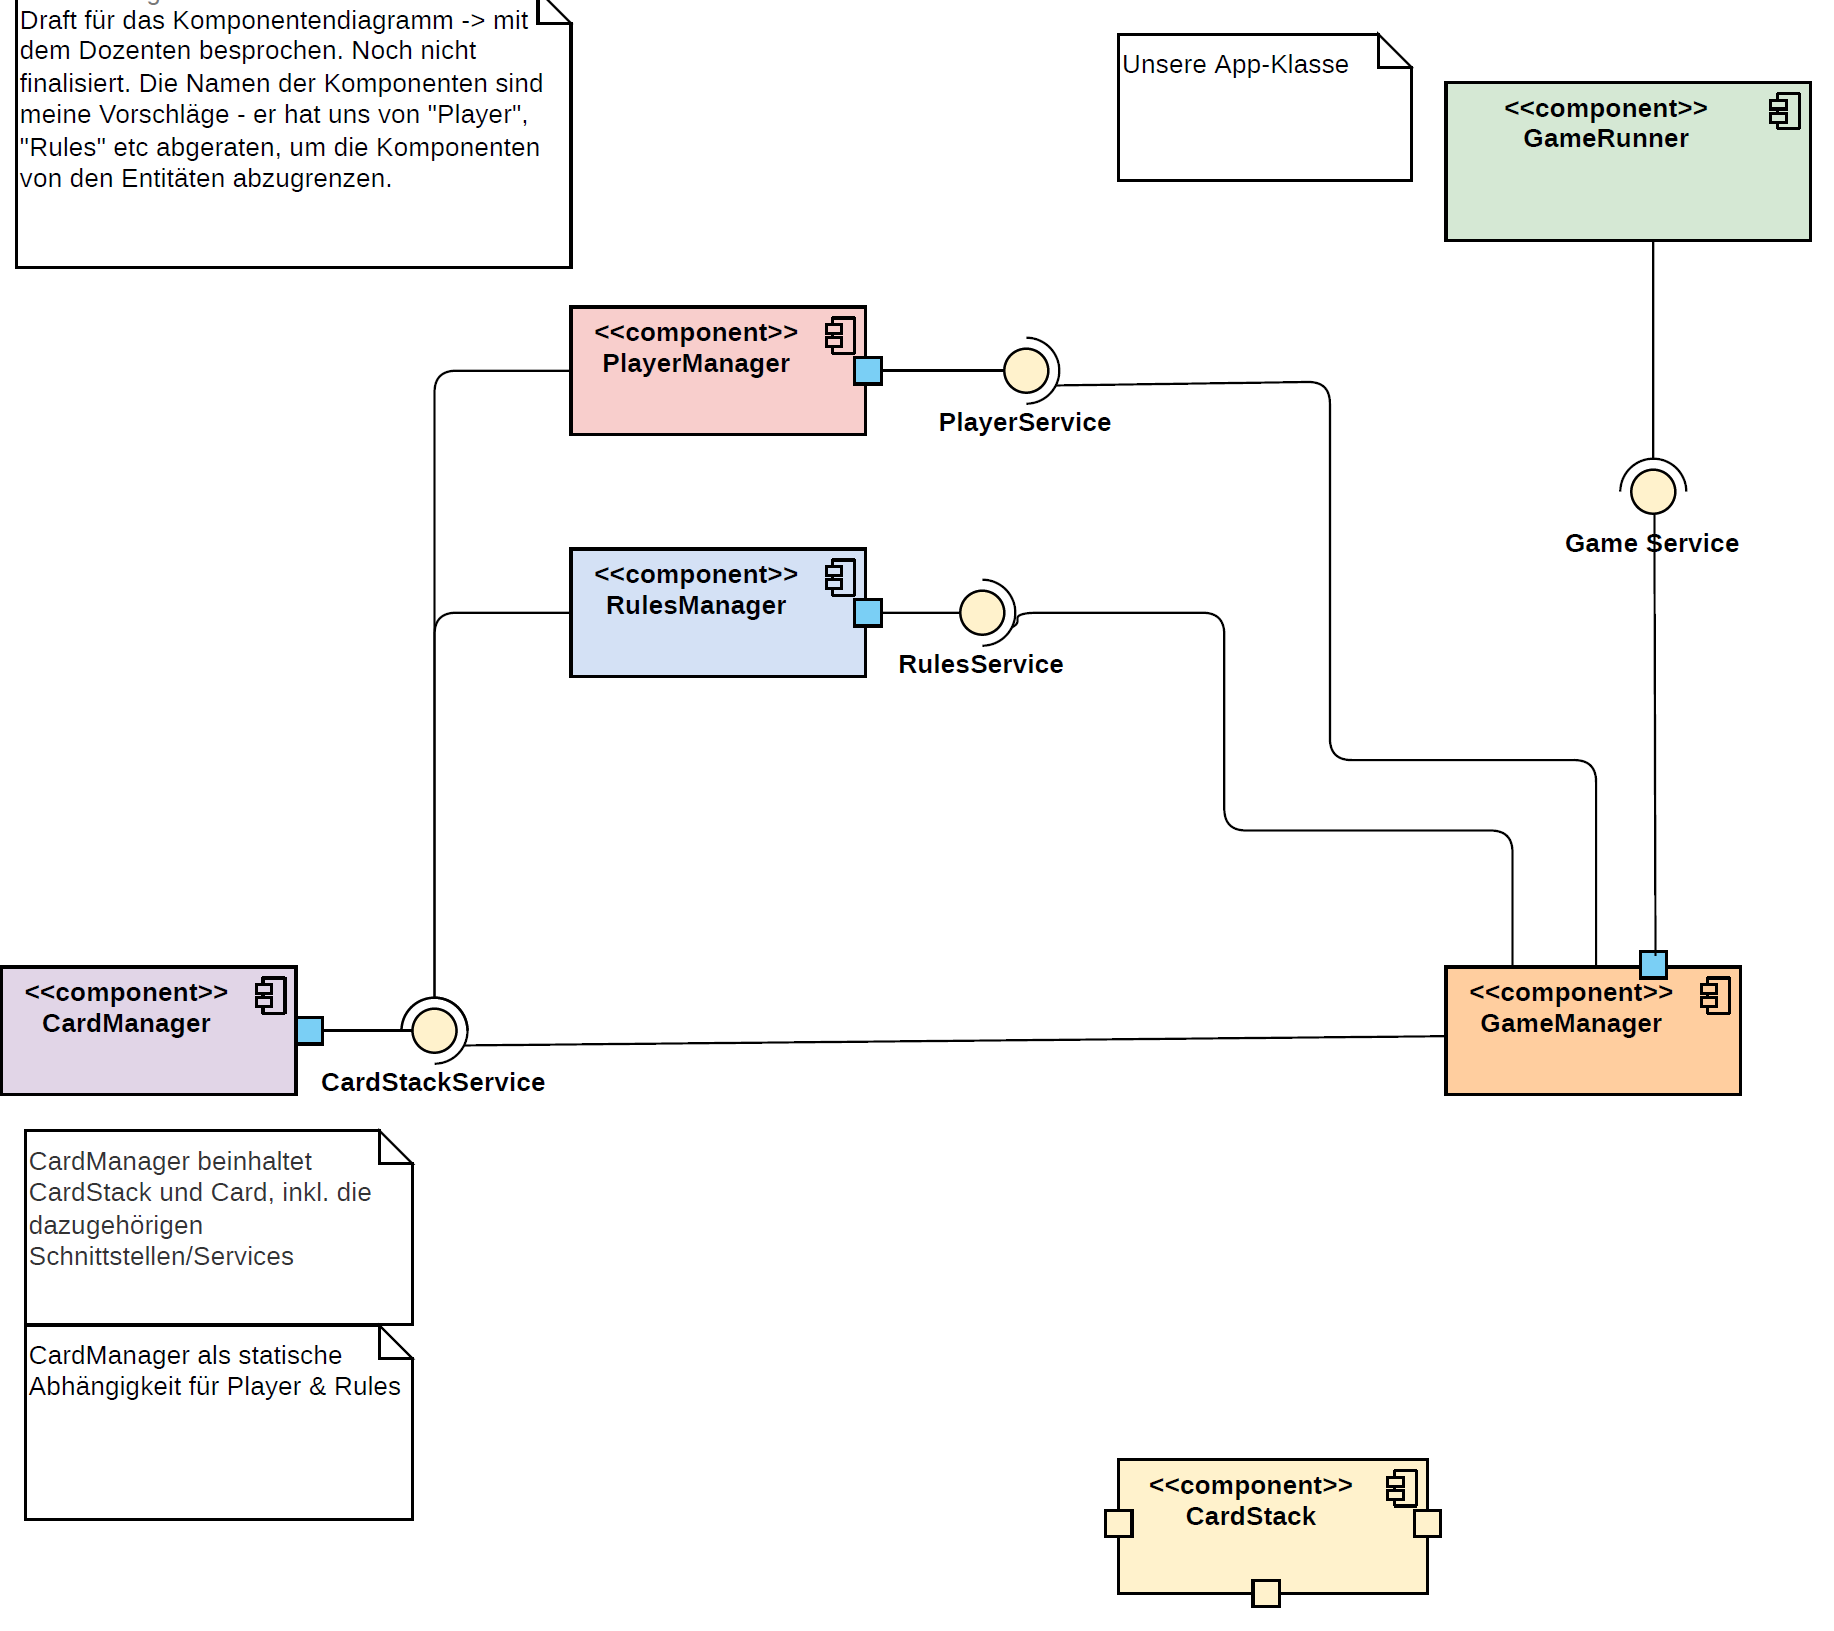 Draft für das Komponentendiagramm -> mit
dem Dozenten besprochen. Noch nicht
finalisiert. Die Namen der Komponenten sind
meine Vorschläge - er hat uns von "Player",
"Rules" etc abgeraten, um die Komponenten
von den Entitäten abzugrenzen.
Unsere App-Klasse
<<component>>
GameRunner
<<component>>
PlayerManager
PlayerService
Game Service
<<component>>
RulesManager
RulesService
<<component>>
CardManager
CardStackService
<<component>>
GameManager
CardManager beinhaltet
CardStack und Card, inkl. die
dazugehörigen
Schnittstellen/Services
CardManager als statische
Abhängigkeit für Player & Rules
<<component>>
CardStack